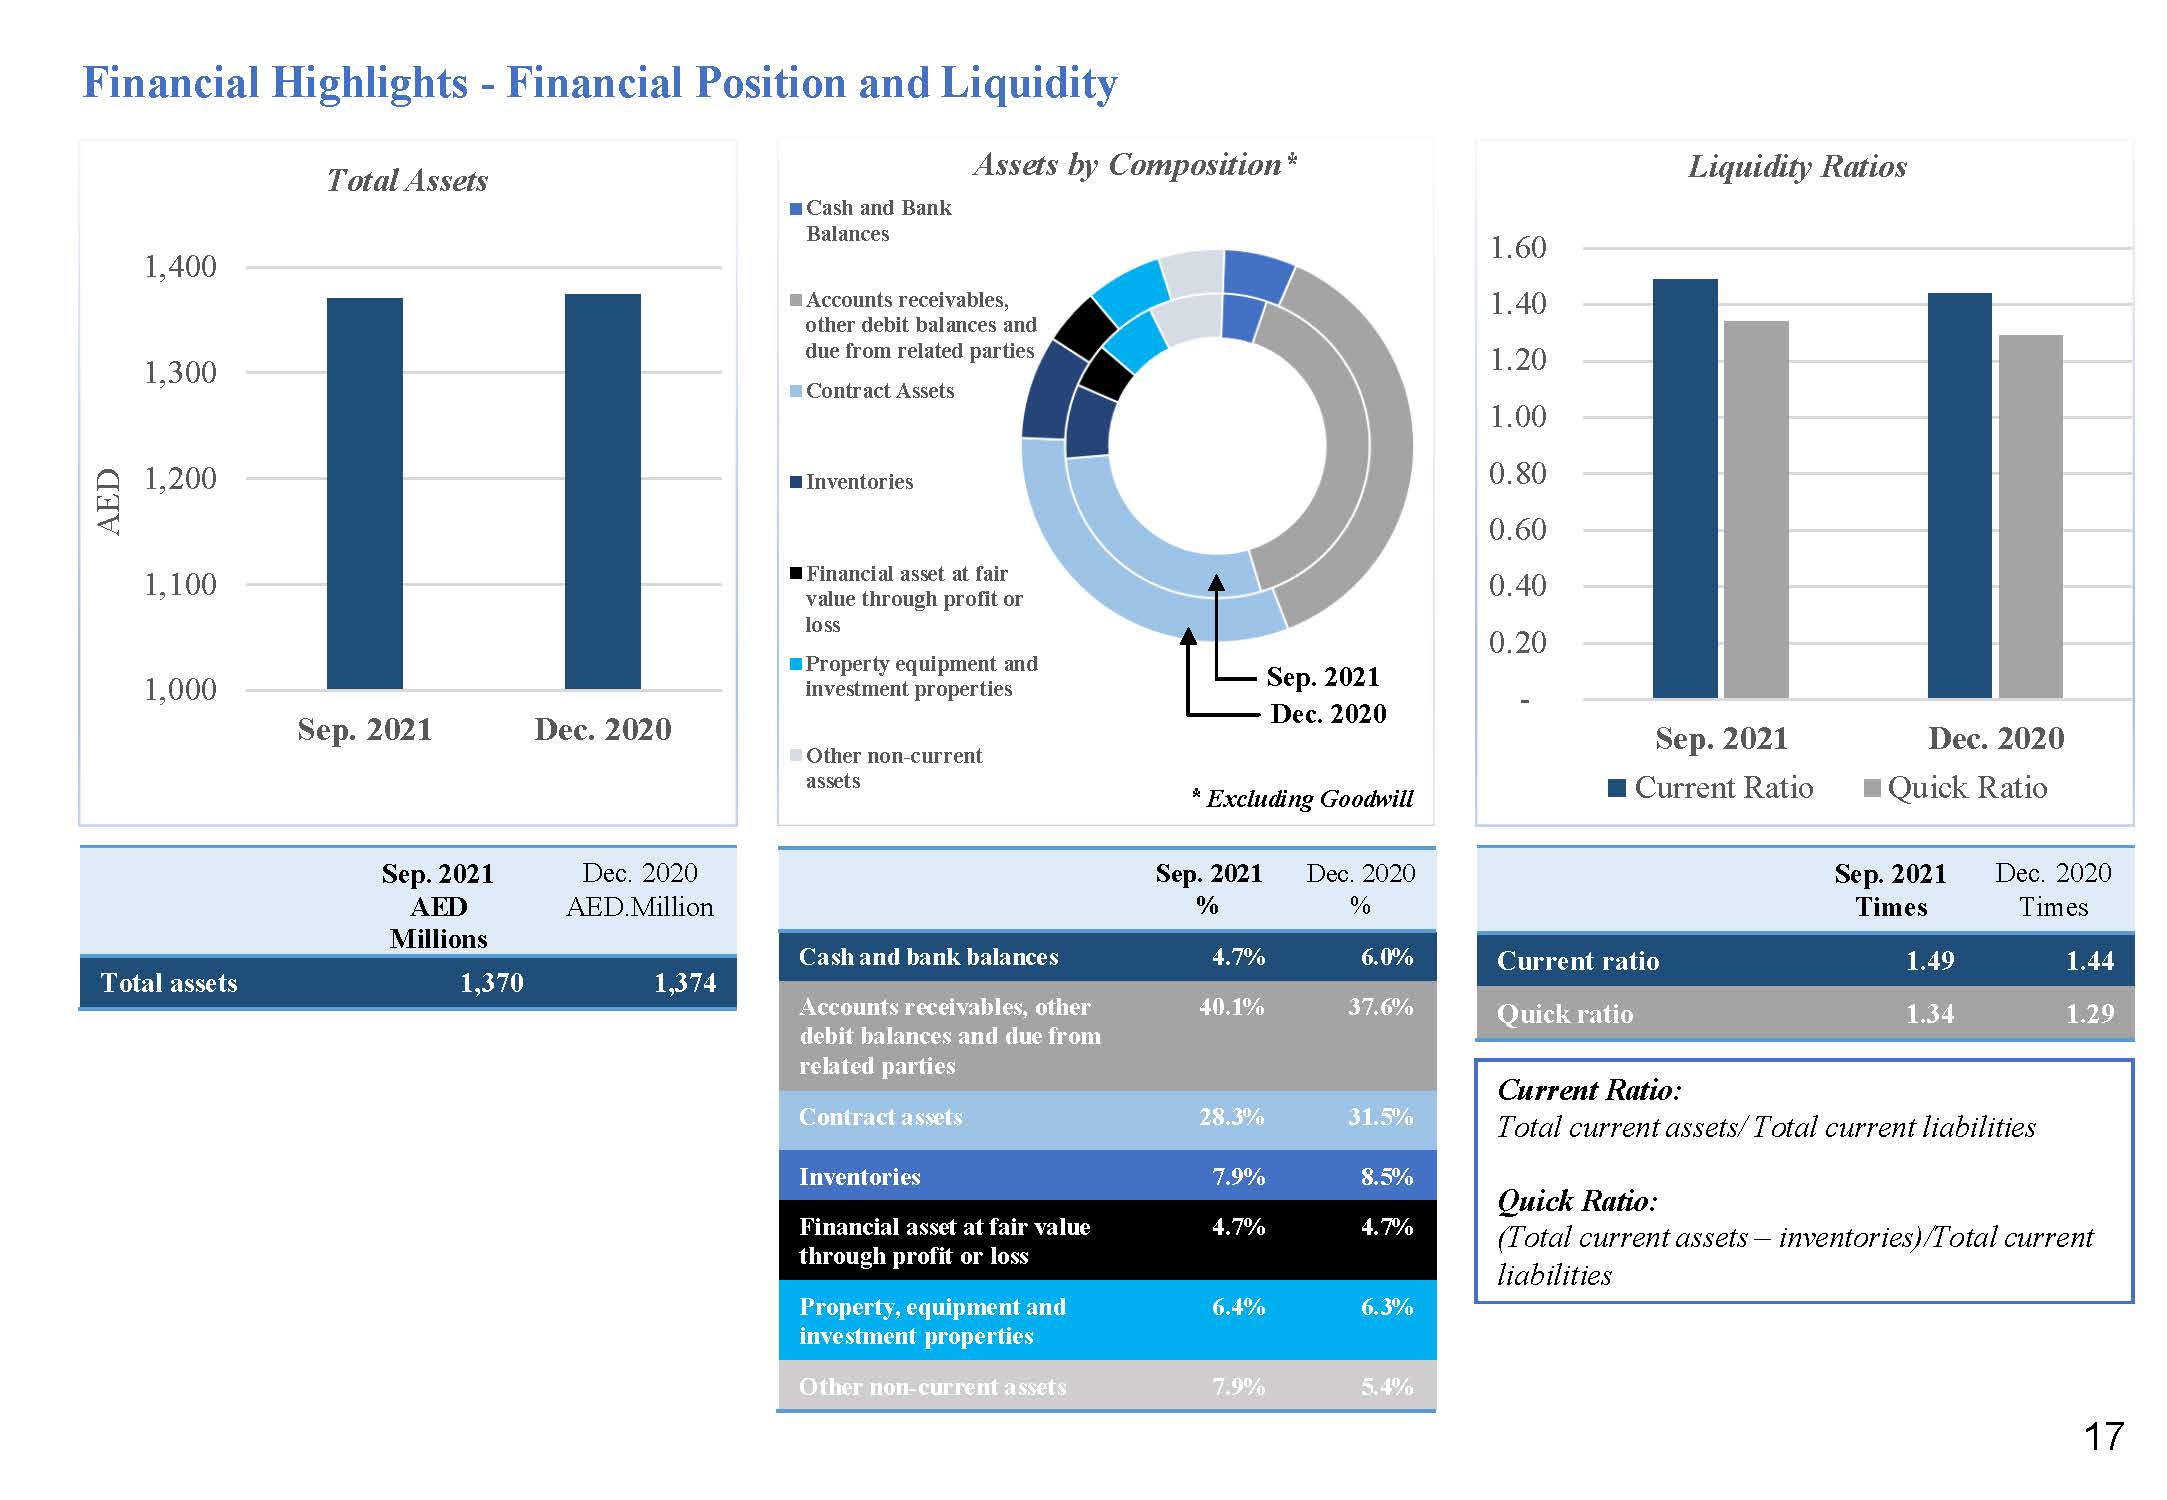 Financial Highlights - Financial Position and Liquidity
Total Assets
1,400
1,300
1,200
1,100
1,000
AED
Sep. 2021
Dec. 2020
Assets by Composition*
Cash and Bank
Balances
Accounts receivables,
other debit balances and
due from related parties
Contract Assets
Inventories
Financial asset at fair
value through profit or
loss
Property equipment and
investment properties
Other non-current
assets
Sep. 2021
Dec. 2020
* Excluding Goodwill
Liquidity Ratios
1.60
1.40
1.20
1.00
0.80
0.60
0.40
0.20
-
Sep. 2021
Dec. 2020
Current Ratio
Quick Ratio
Sep. 2021 Dec. 2020
AED AED.Million
Millions
Total assets 1,370 1,374
Sep. 2021 Dec. 2020
% %
Cash and bank balances 4.7% 6.0%
Accounts receivables, other 40.1% 37.6%
debit balances and due from
related parties
Contract assets 28.3% 31.5%
Inventories 7.9% 8.5%
Financial asset at fair value 4.7% 4.7%
through profit or loss
Property, equipment and 6.4% 6.3%
investment properties
Other non-current assets 7.9% 5.4%
Sep. 2021 Dec. 2020
Times Times
Current ratio 1.49 1.44
Quick ratio 1.34 1.29
Current Ratio:
Total current assets/ Total current liabilities
Quick Ratio:
(Total current assets – inventories)/Total current
liabilities
17